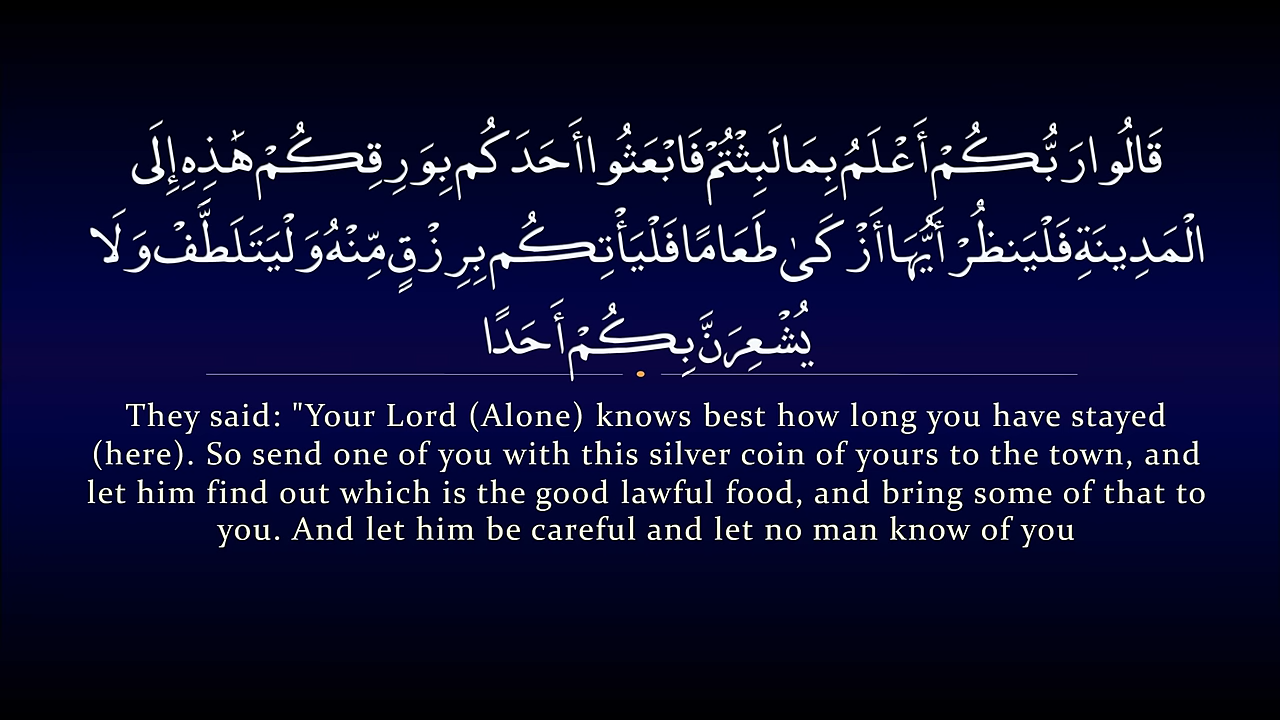 قَالُوا رَبُّكُمْ أَعْلَمُ بِمَا لَبِثْتُمْ فَابْعَثُوا أَحَدَكُم بِوَرِقِكُمْ هَٰذِهِ إِلَى
الْمَدِينَةِ فَلْيَنظُرْ أَيُّهَا أَزْكَىٰ طَعَامًا فَلْيَأْتِكُم بِرِزْقٍ مِّنْهُ وَلْيَتَلَطَّفْ وَلَا
يُشْعِرَنَّ بِكُمْ أَحَدًا
They said: "Your Lord (Alone) knows best how long you have stayed
(here). So send one of you with this silver coin of yours to the town, and
let him find out which is the good lawful food, and bring some of that to
you. And let him be careful and let no man know of you